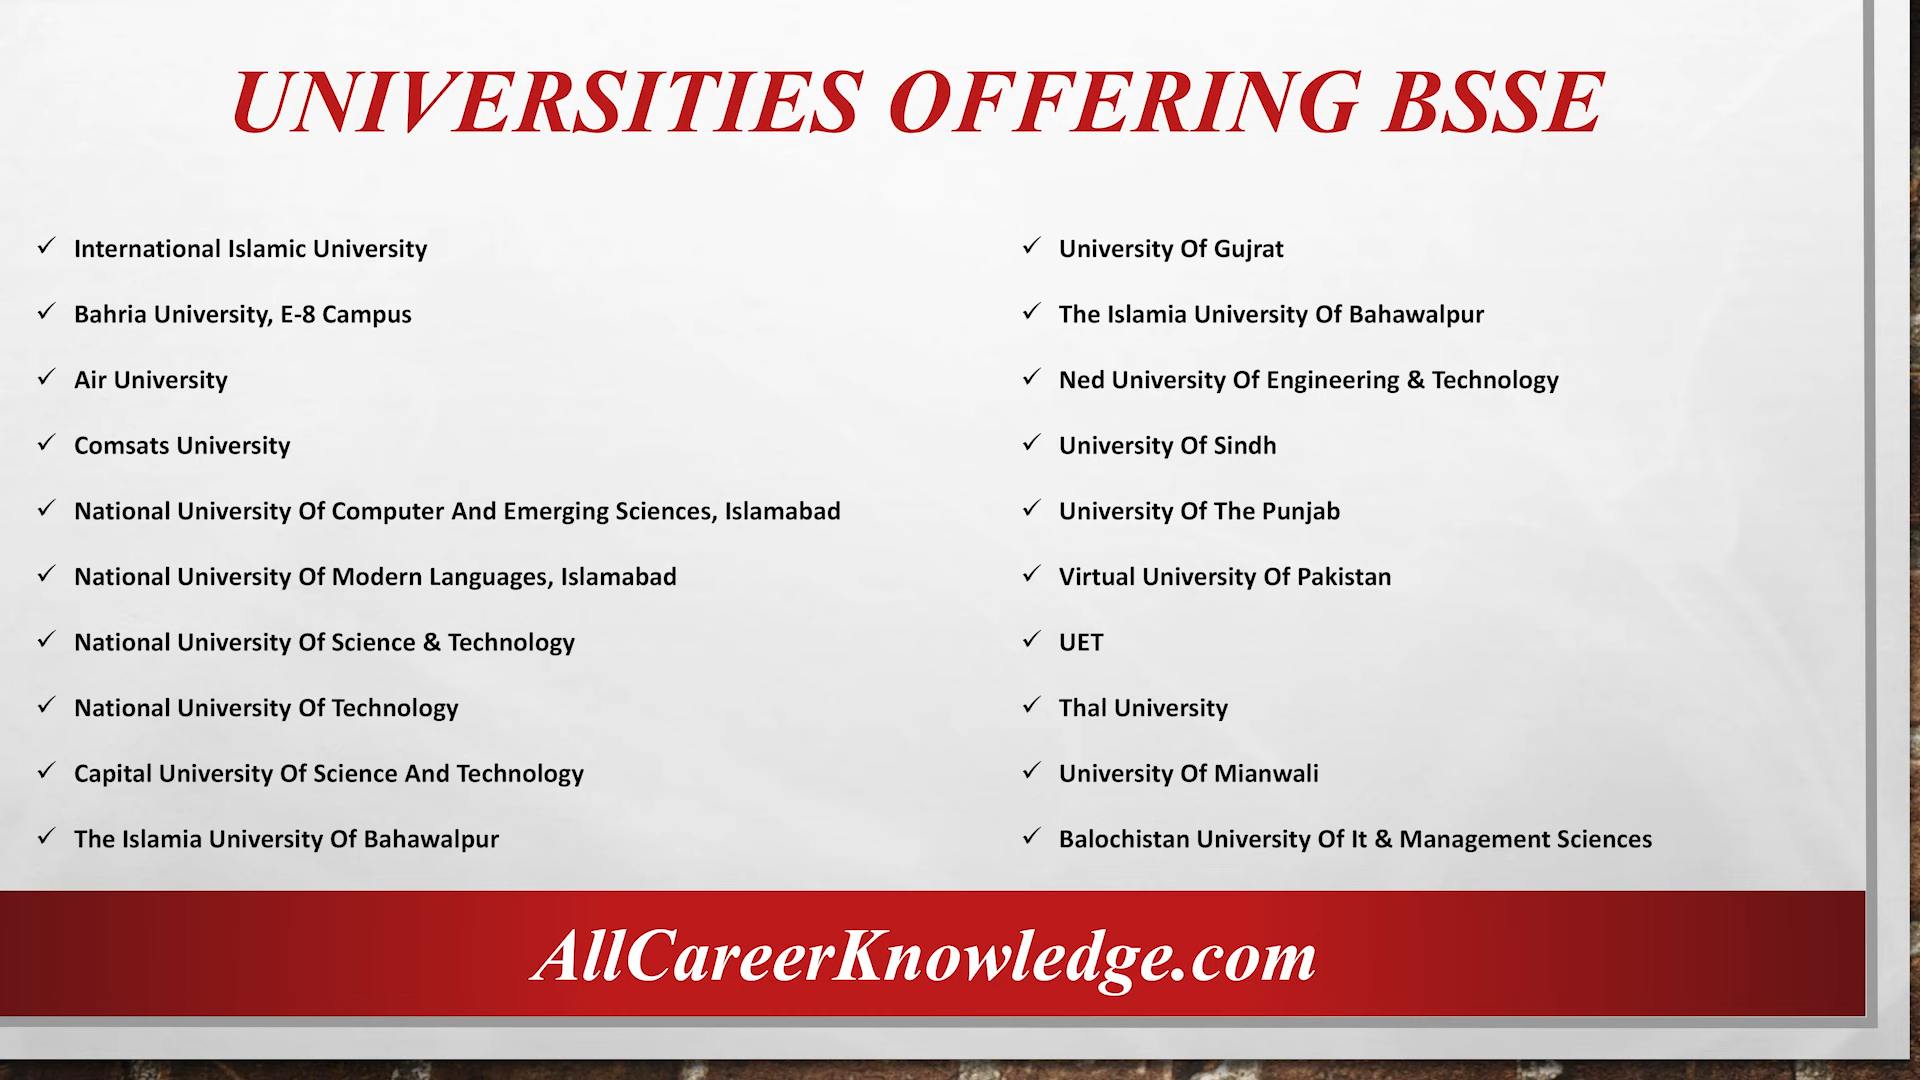 UNIVERSITIES OFFERING BSSE
International Islamic University
Bahria University, E-8 Campus
Air University
Comsats University
National University Of Computer And Emerging Sciences, Islamabad
National University Of Modern Languages, Islamabad
National University Of Science & Technology
National University Of Technology
Capital University Of Science And Technology
The Islamia University Of Bahawalpur
University Of Gujrat
The Islamia University Of Bahawalpur
Ned University Of Engineering & Technology
University Of Sindh
University Of The Punjab
Virtual University Of Pakistan
UET
Thal University
University Of Mianwali
Balochistan University Of It & Management Sciences
AllCareerKnowledge.com